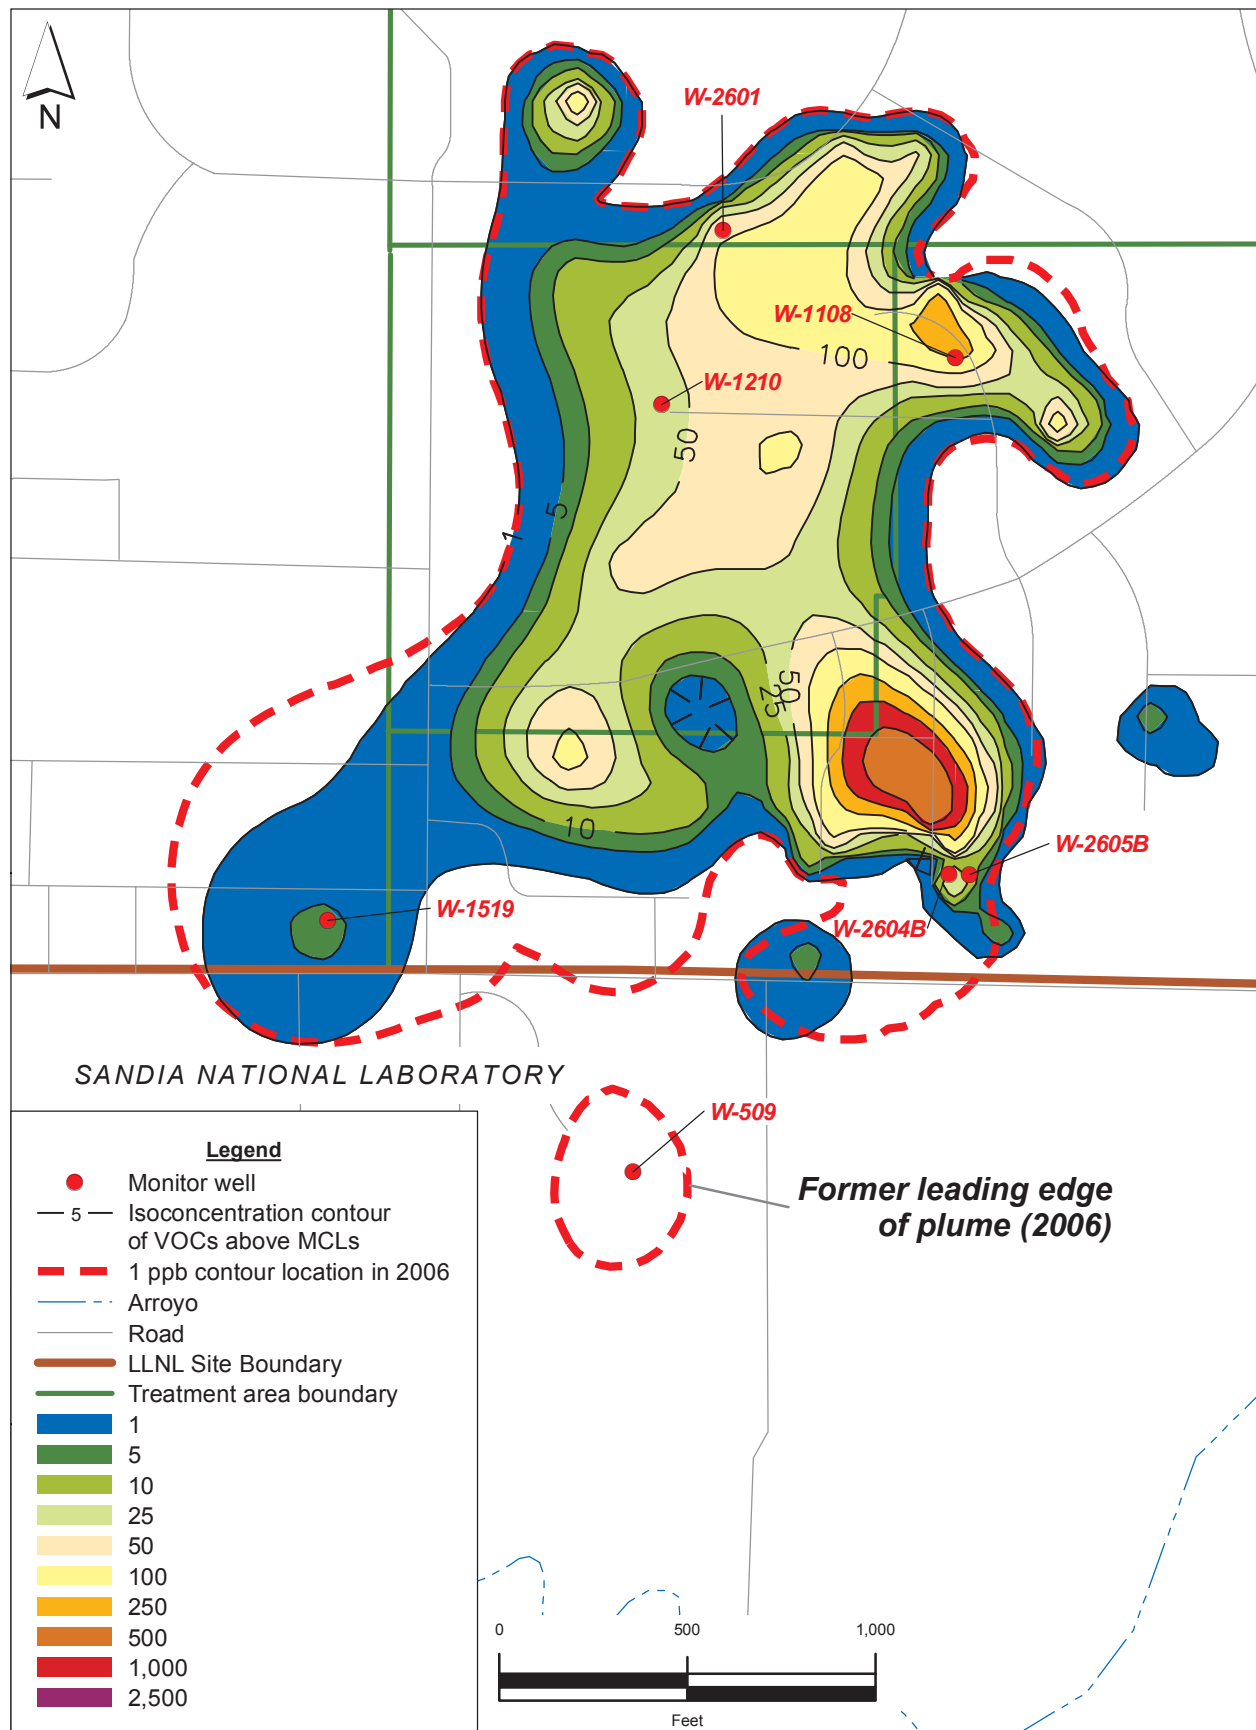 N
W-2601
W-1108
100
W-1210
50
5
1
50
25
10
W-2605B
W-1519
W-2604B
SANDIA NATIONAL LABORATORY
W-509
Former leading edge
of plume (2006)
Legend
Monitor well
5 Isoconcentration contour
of VOCs above MCLs
1 ppb contour location in 2006
Arroyo
Road
LLNL Site Boundary
Treatment area boundary
1
5
10
25
50
100
250
500
1,000
2,500
0 500 1,000
Feet